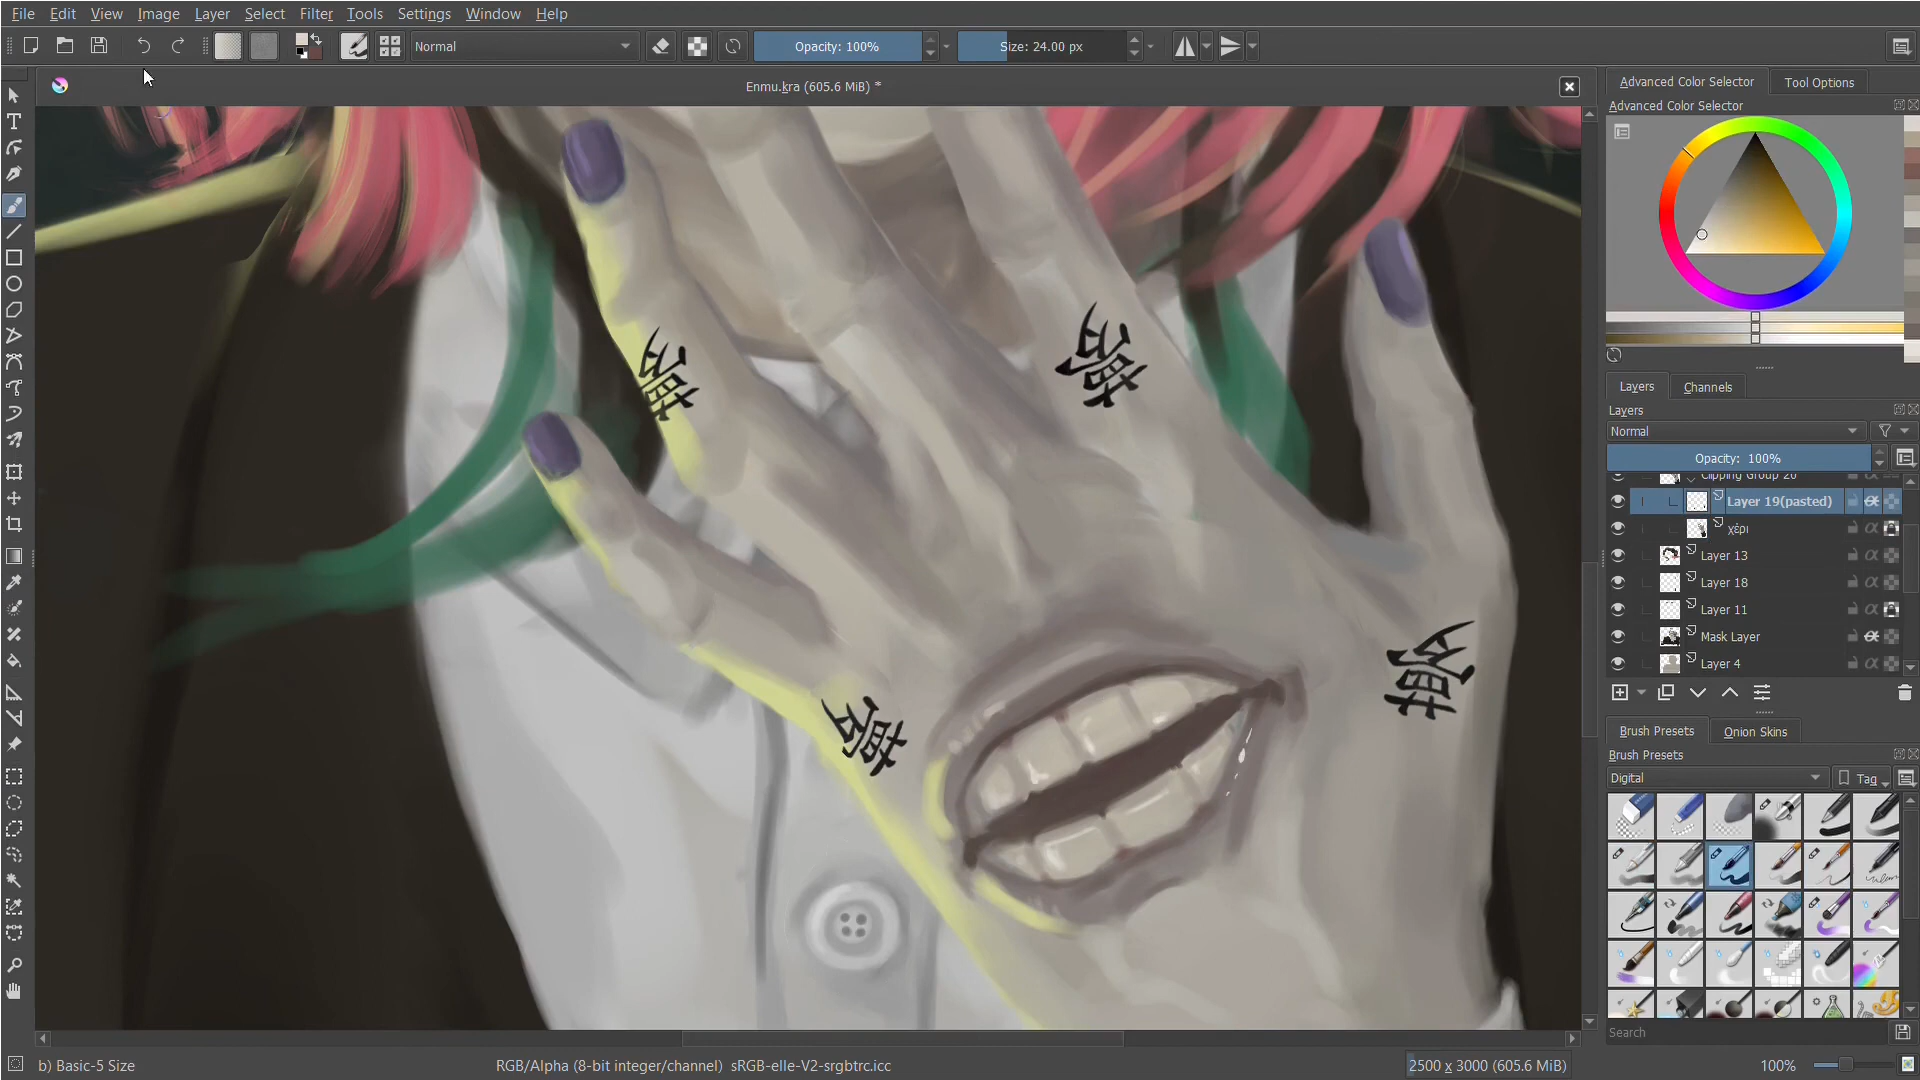 File Edit View Image Layer Select Filter Tools Settings Window Help
Normal Opacity: 100% Size: 24.00 px
Enmu.kra (605.6 MiB) *
Advanced Color Selector Tool Options
Advanced Color Selector
Layers Channels
Layers
Normal
Opacity: 100%
Clipping Group 20
Layer 19(pasted)
χέρι
Layer 13
Layer 18
Layer 11
Mask Layer
Layer 4
Brush Presets Onion Skins
Brush Presets
Digital Tag
Search
b) Basic-5 Size RGB/Alpha (8-bit integer/channel) sRGB-elle-V2-srgbtrc.icc 2500 x 3000 (605.6 MiB) 100%